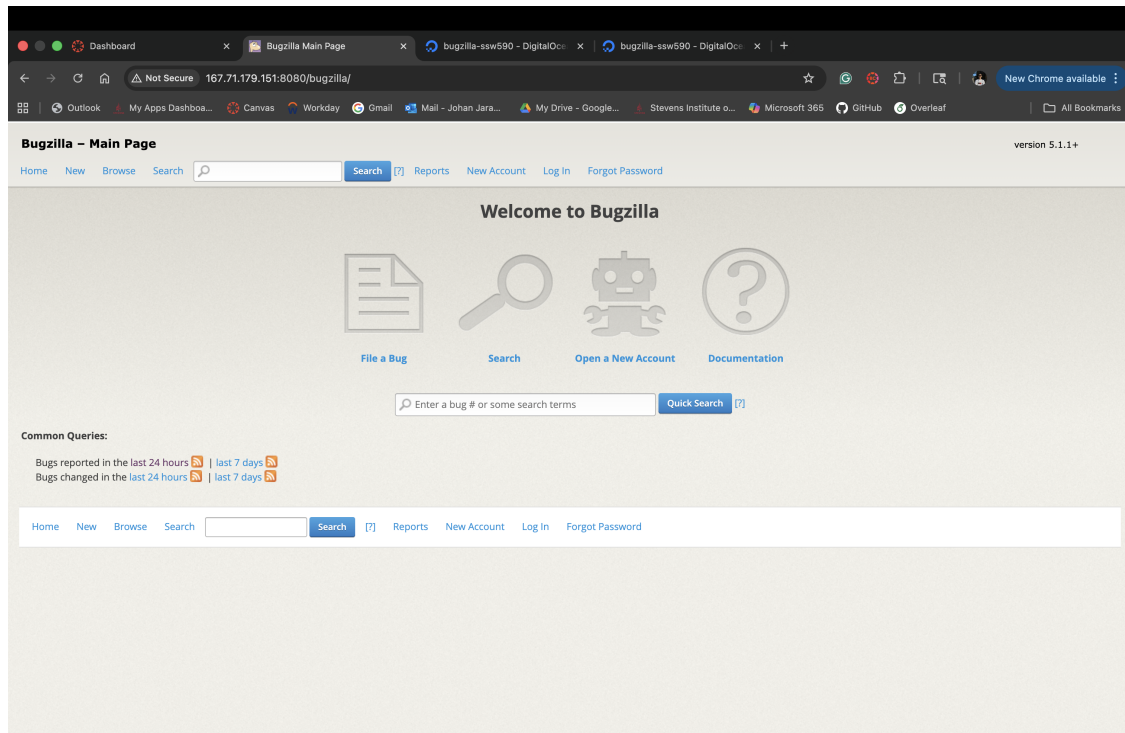 Dashboard Bugzilla Main Page bugzilla-ssw590 - DigitalOce bugzilla-ssw590 - DigitalOce
Not Secure 167.71.179.151:8080/bugzilla/ New Chrome available
Outlook My Apps Dashboa... Canvas Workday Gmail Mail - Johan Jara... My Drive - Google... Stevens Institute o... Microsoft 365 GitHub Overleaf All Bookmarks
Bugzilla – Main Page version 5.1.1+
Home New Browse Search Search [?] Reports New Account Log In Forgot Password
Welcome to Bugzilla
File a Bug Search Open a New Account Documentation
Enter a bug # or some search terms Quick Search [?]
Common Queries:
Bugs reported in the last 24 hours | last 7 days
Bugs changed in the last 24 hours | last 7 days
Home New Browse Search Search [?] Reports New Account Log In Forgot Password